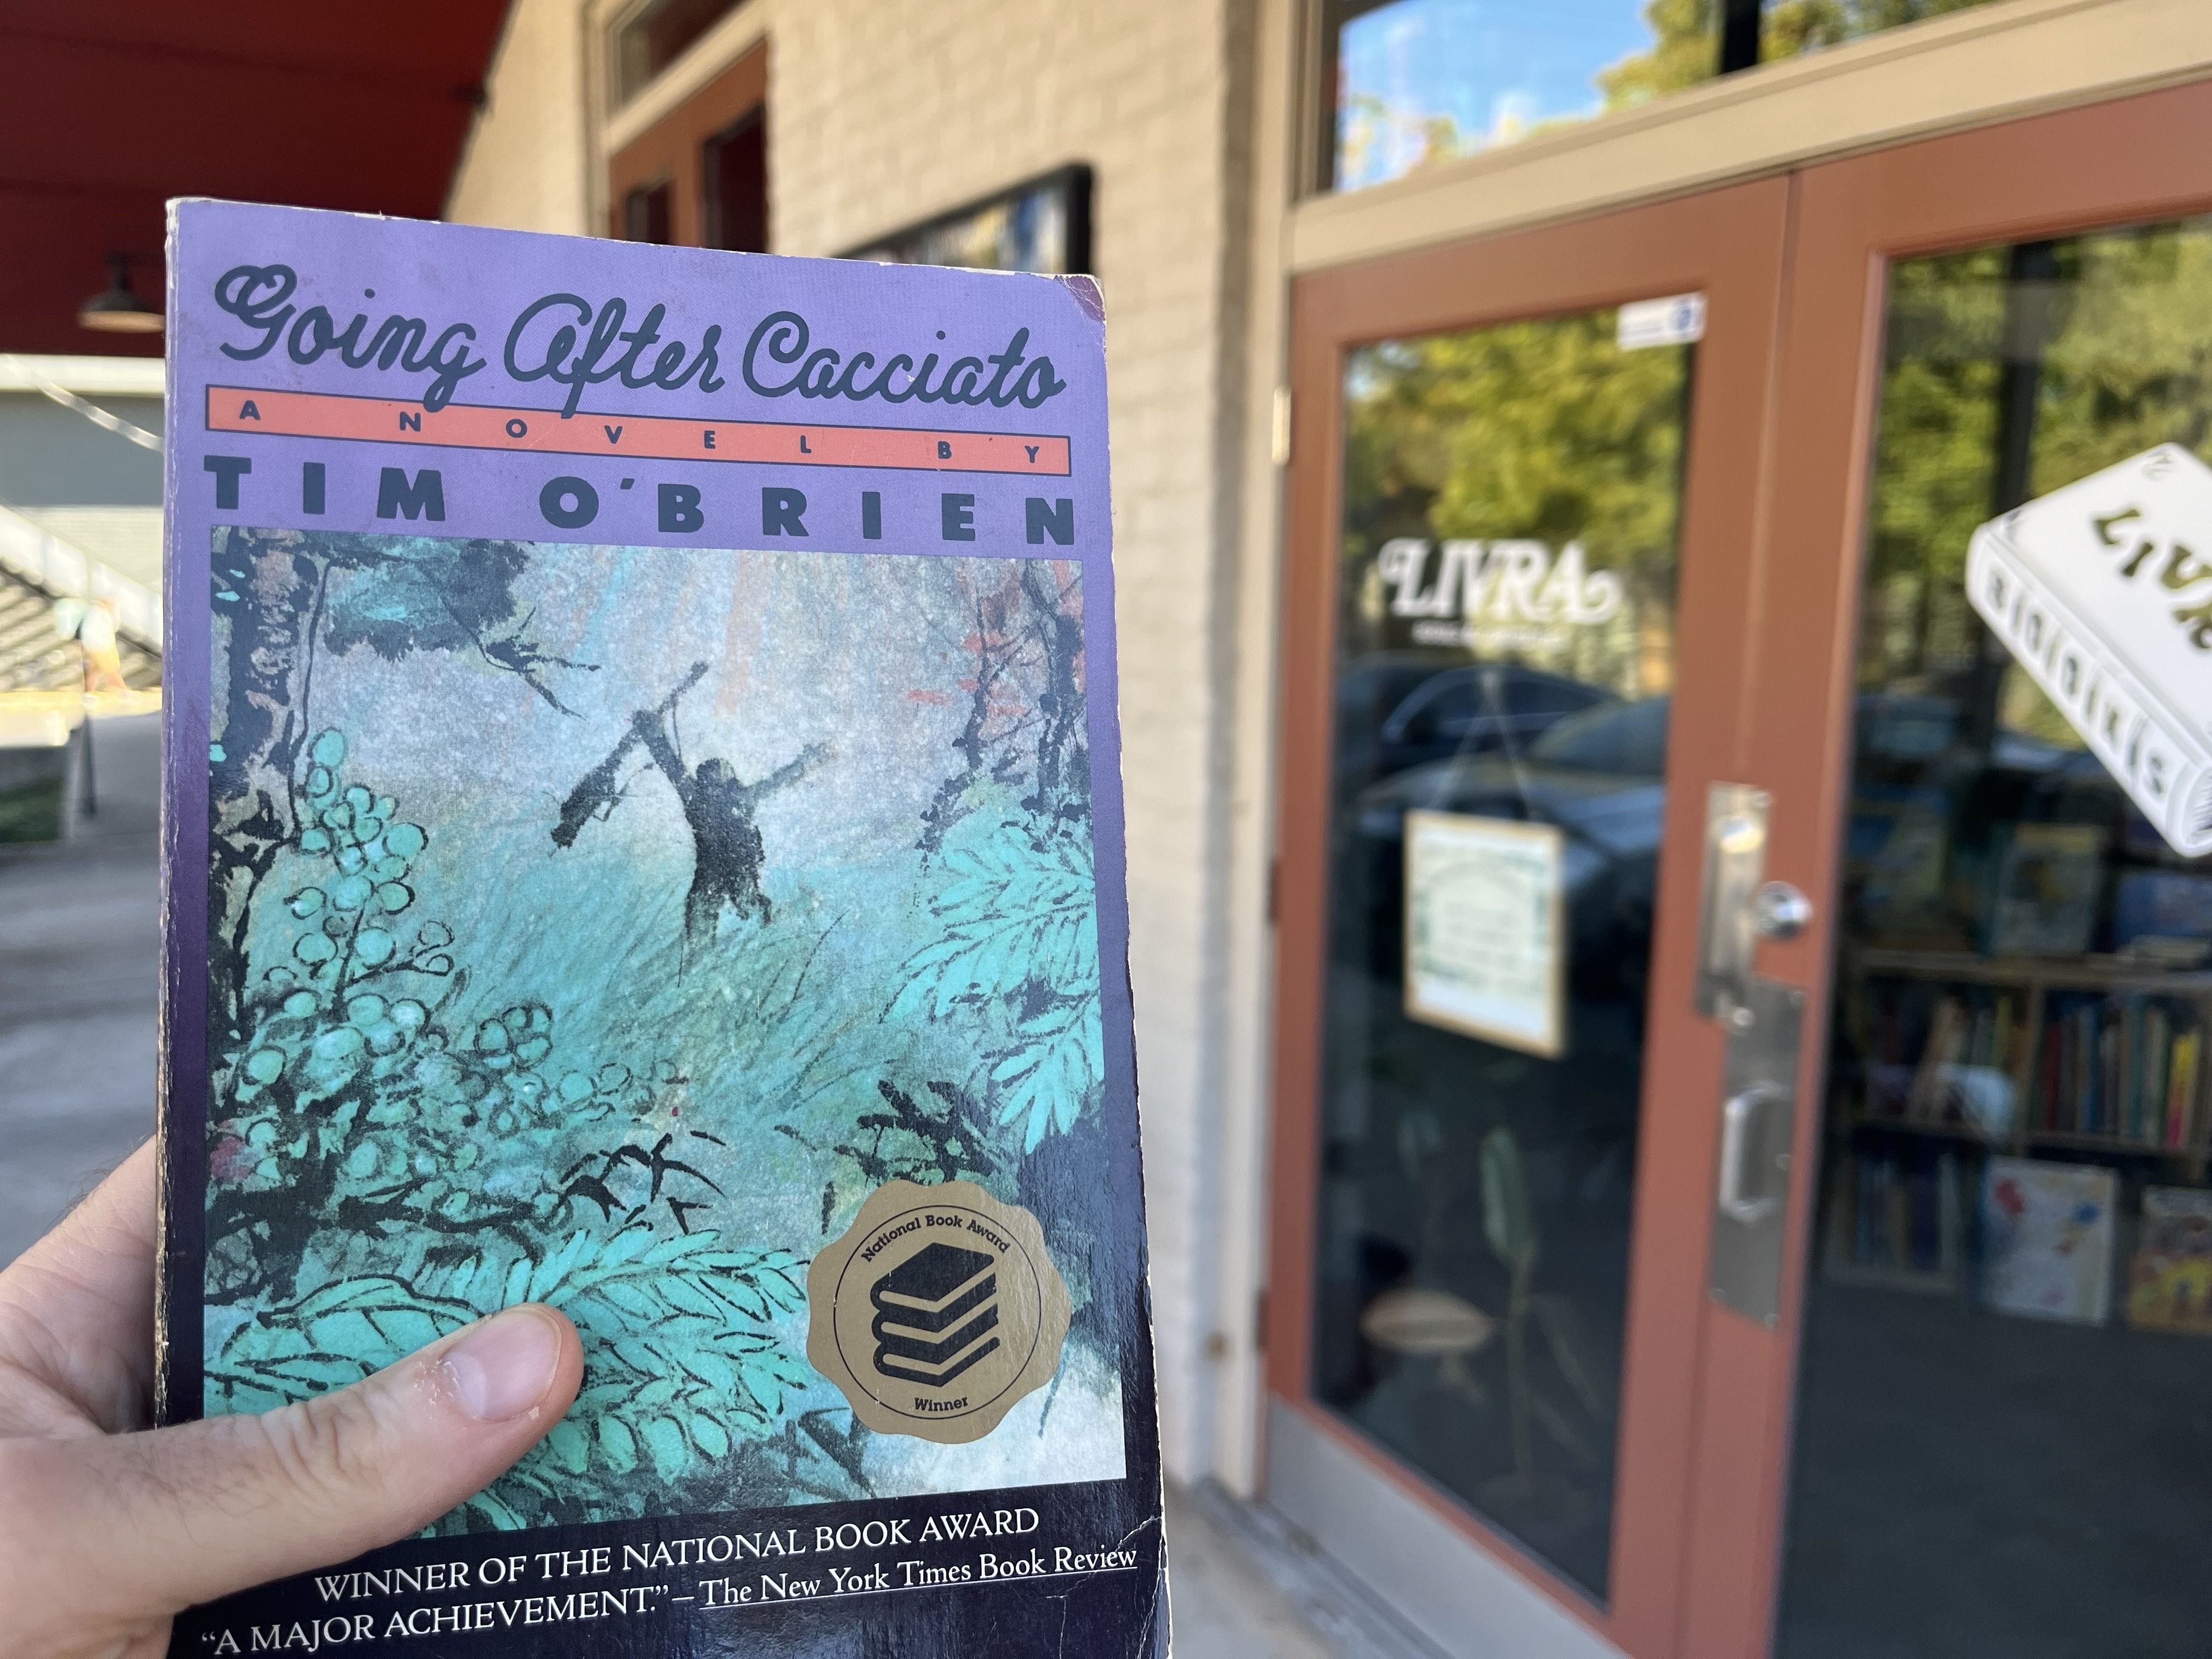 Going After Cacciato
A NOVEL BY
TIM O'BRIEN
National Book Award
Winner
WINNER OF THE NATIONAL BOOK AWARD
“A MAJOR ACHIEVEMENT.” – The New York Times Book Review
LIVRA